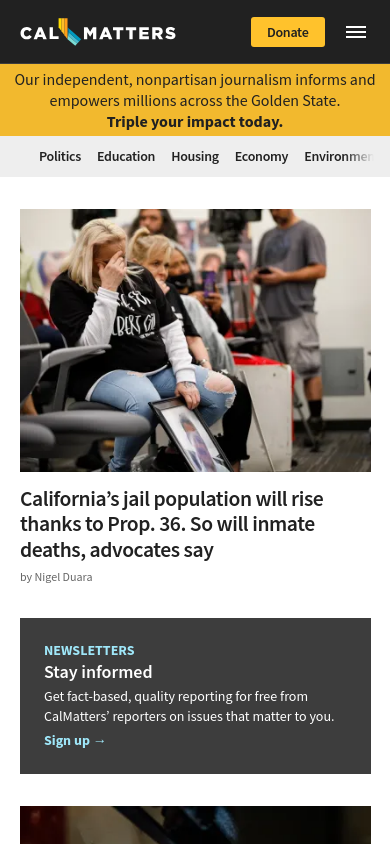 CALMATTERS
Donate
Our independent, nonpartisan journalism informs and
empowers millions across the Golden State.
Triple your impact today.
Politics Education Housing Economy
California’s jail population will rise
thanks to Prop. 36. So will inmate
deaths, advocates say
by Nigel Duara
NEWSLETTERS
Stay informed
Get fact-based, quality reporting for free from
CalMatters’ reporters on issues that matter to you.
Sign up →